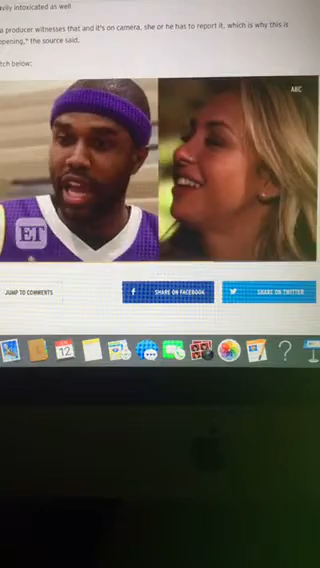 avily intoxicated as well
a producer witnesses that and it's on camera, she or he has to report it, which is why this is
opening," the source said.
tch below:
ABC
ET
JUMP TO COMMENTS
f SHARE ON FACEBOOK
SHARE ON TWITTER
12
?